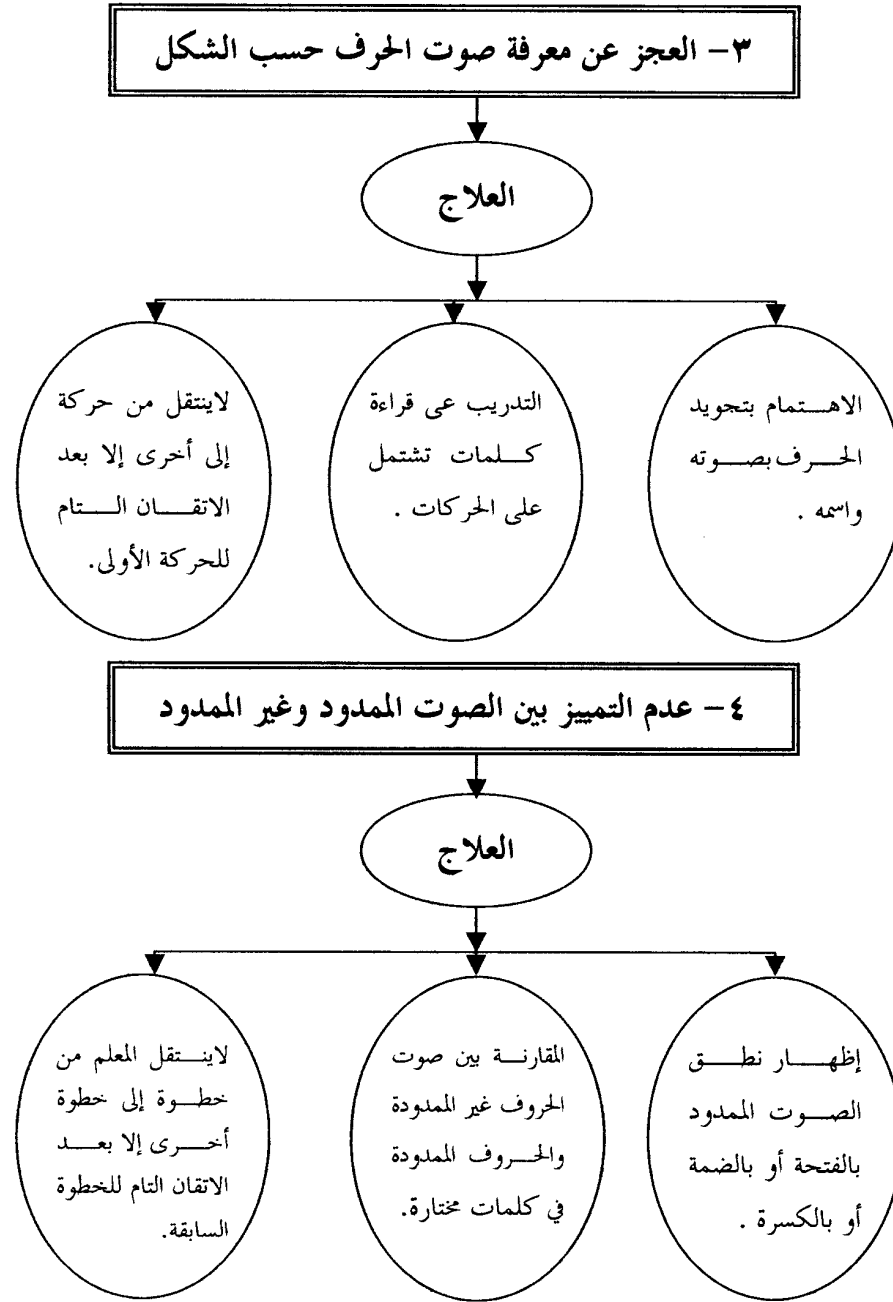 ٣- العجز عن معرفة صوت الحرف حسب الشكل
العلاج
الاهتمام بتجويد
الحرف بصوته
واسمه .
التدريب عى قراءة
كلمات تشتمل
على الحركات .
لاينتقل من حركة
إلى أخرى إلا بعد
الاتقان التام
للحركة الأولى.
٤- عدم التمييز بين الصوت الممدود وغير الممدود
العلاج
إظهار نطق
الصوت الممدود
بالفتحة أو بالضمة
أو بالكسرة .
المقارنة بين صوت
الحروف غير الممدودة
والحروف الممدودة
في كلمات مختارة.
لاينتقل المعلم من
خطوة إلى خطوة
أخرى إلا بعد
الاتقان التام للخطوة
السابقة.